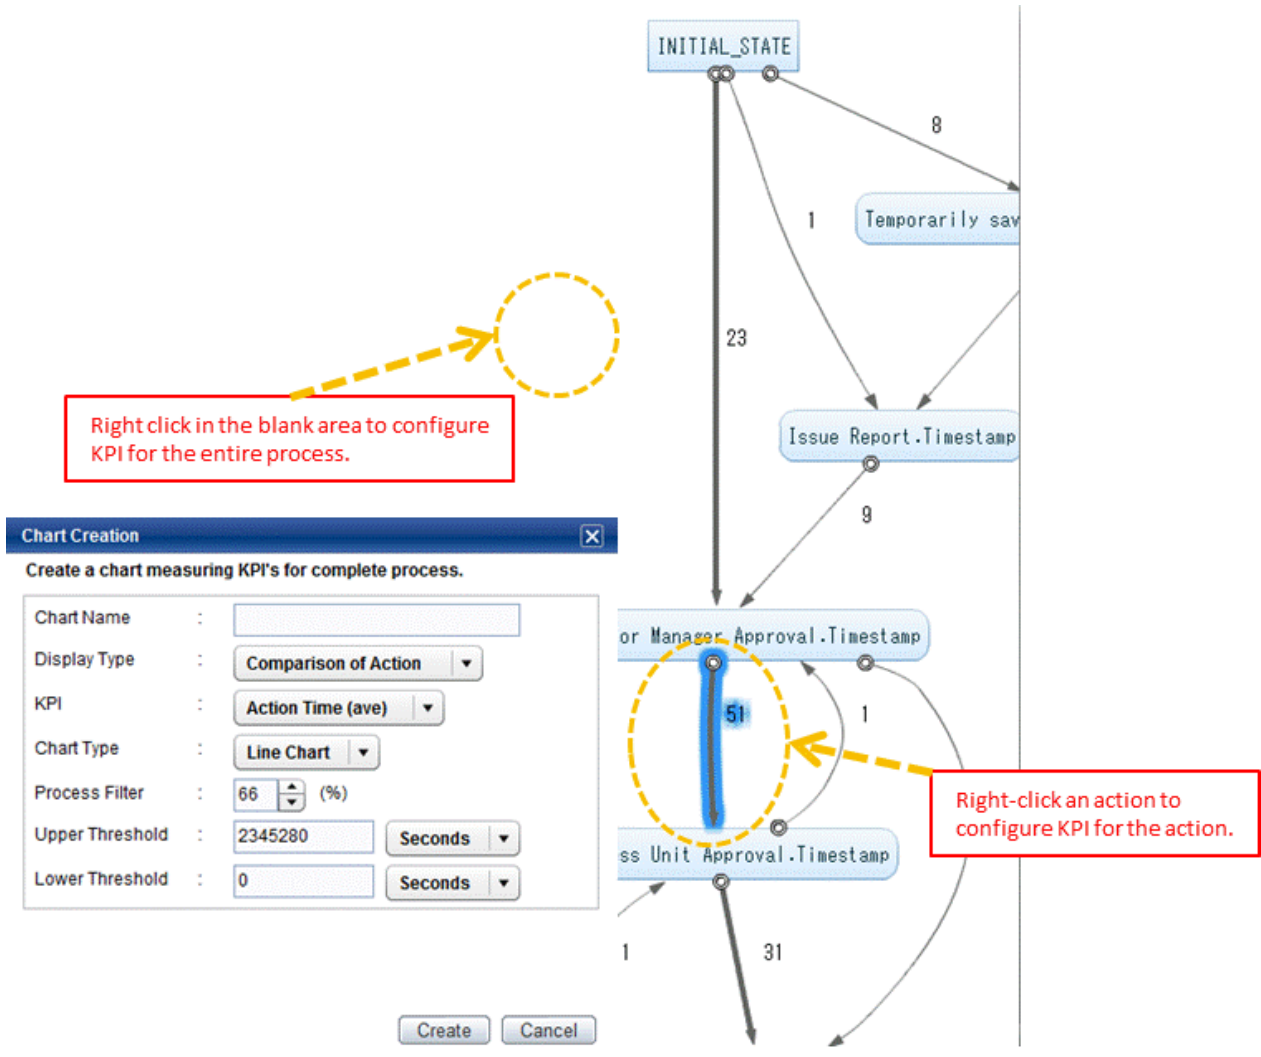 INITIAL_STATE
8
Temporarily sav
1
23
Right click in the blank area to configure
KPI for the entire process.
Issue Report.Timestamp
9
Chart Creation
Create a chart measuring KPI's for complete process.
Chart Name :
Display Type : Comparison of Action
KPI : Action Time (ave)
Chart Type : Line Chart
Process Filter : 66 (%)
Upper Threshold : 2345280 Seconds
Lower Threshold : 0 Seconds
Create Cancel
or Manager Approval.Timestamp
51
1
Right-click an action to
configure KPI for the action.
ss Unit Approval.Timestamp
1
31